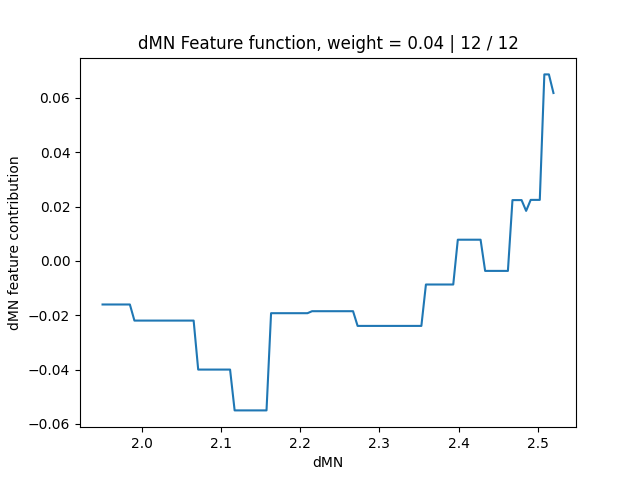 dMN Feature function, weight = 0.04 | 12 / 12
0.06
0.04
0.02
0.00
−0.02
−0.04
−0.06
dMN feature contribution
2.0 2.1 2.2 2.3 2.4 2.5
dMN